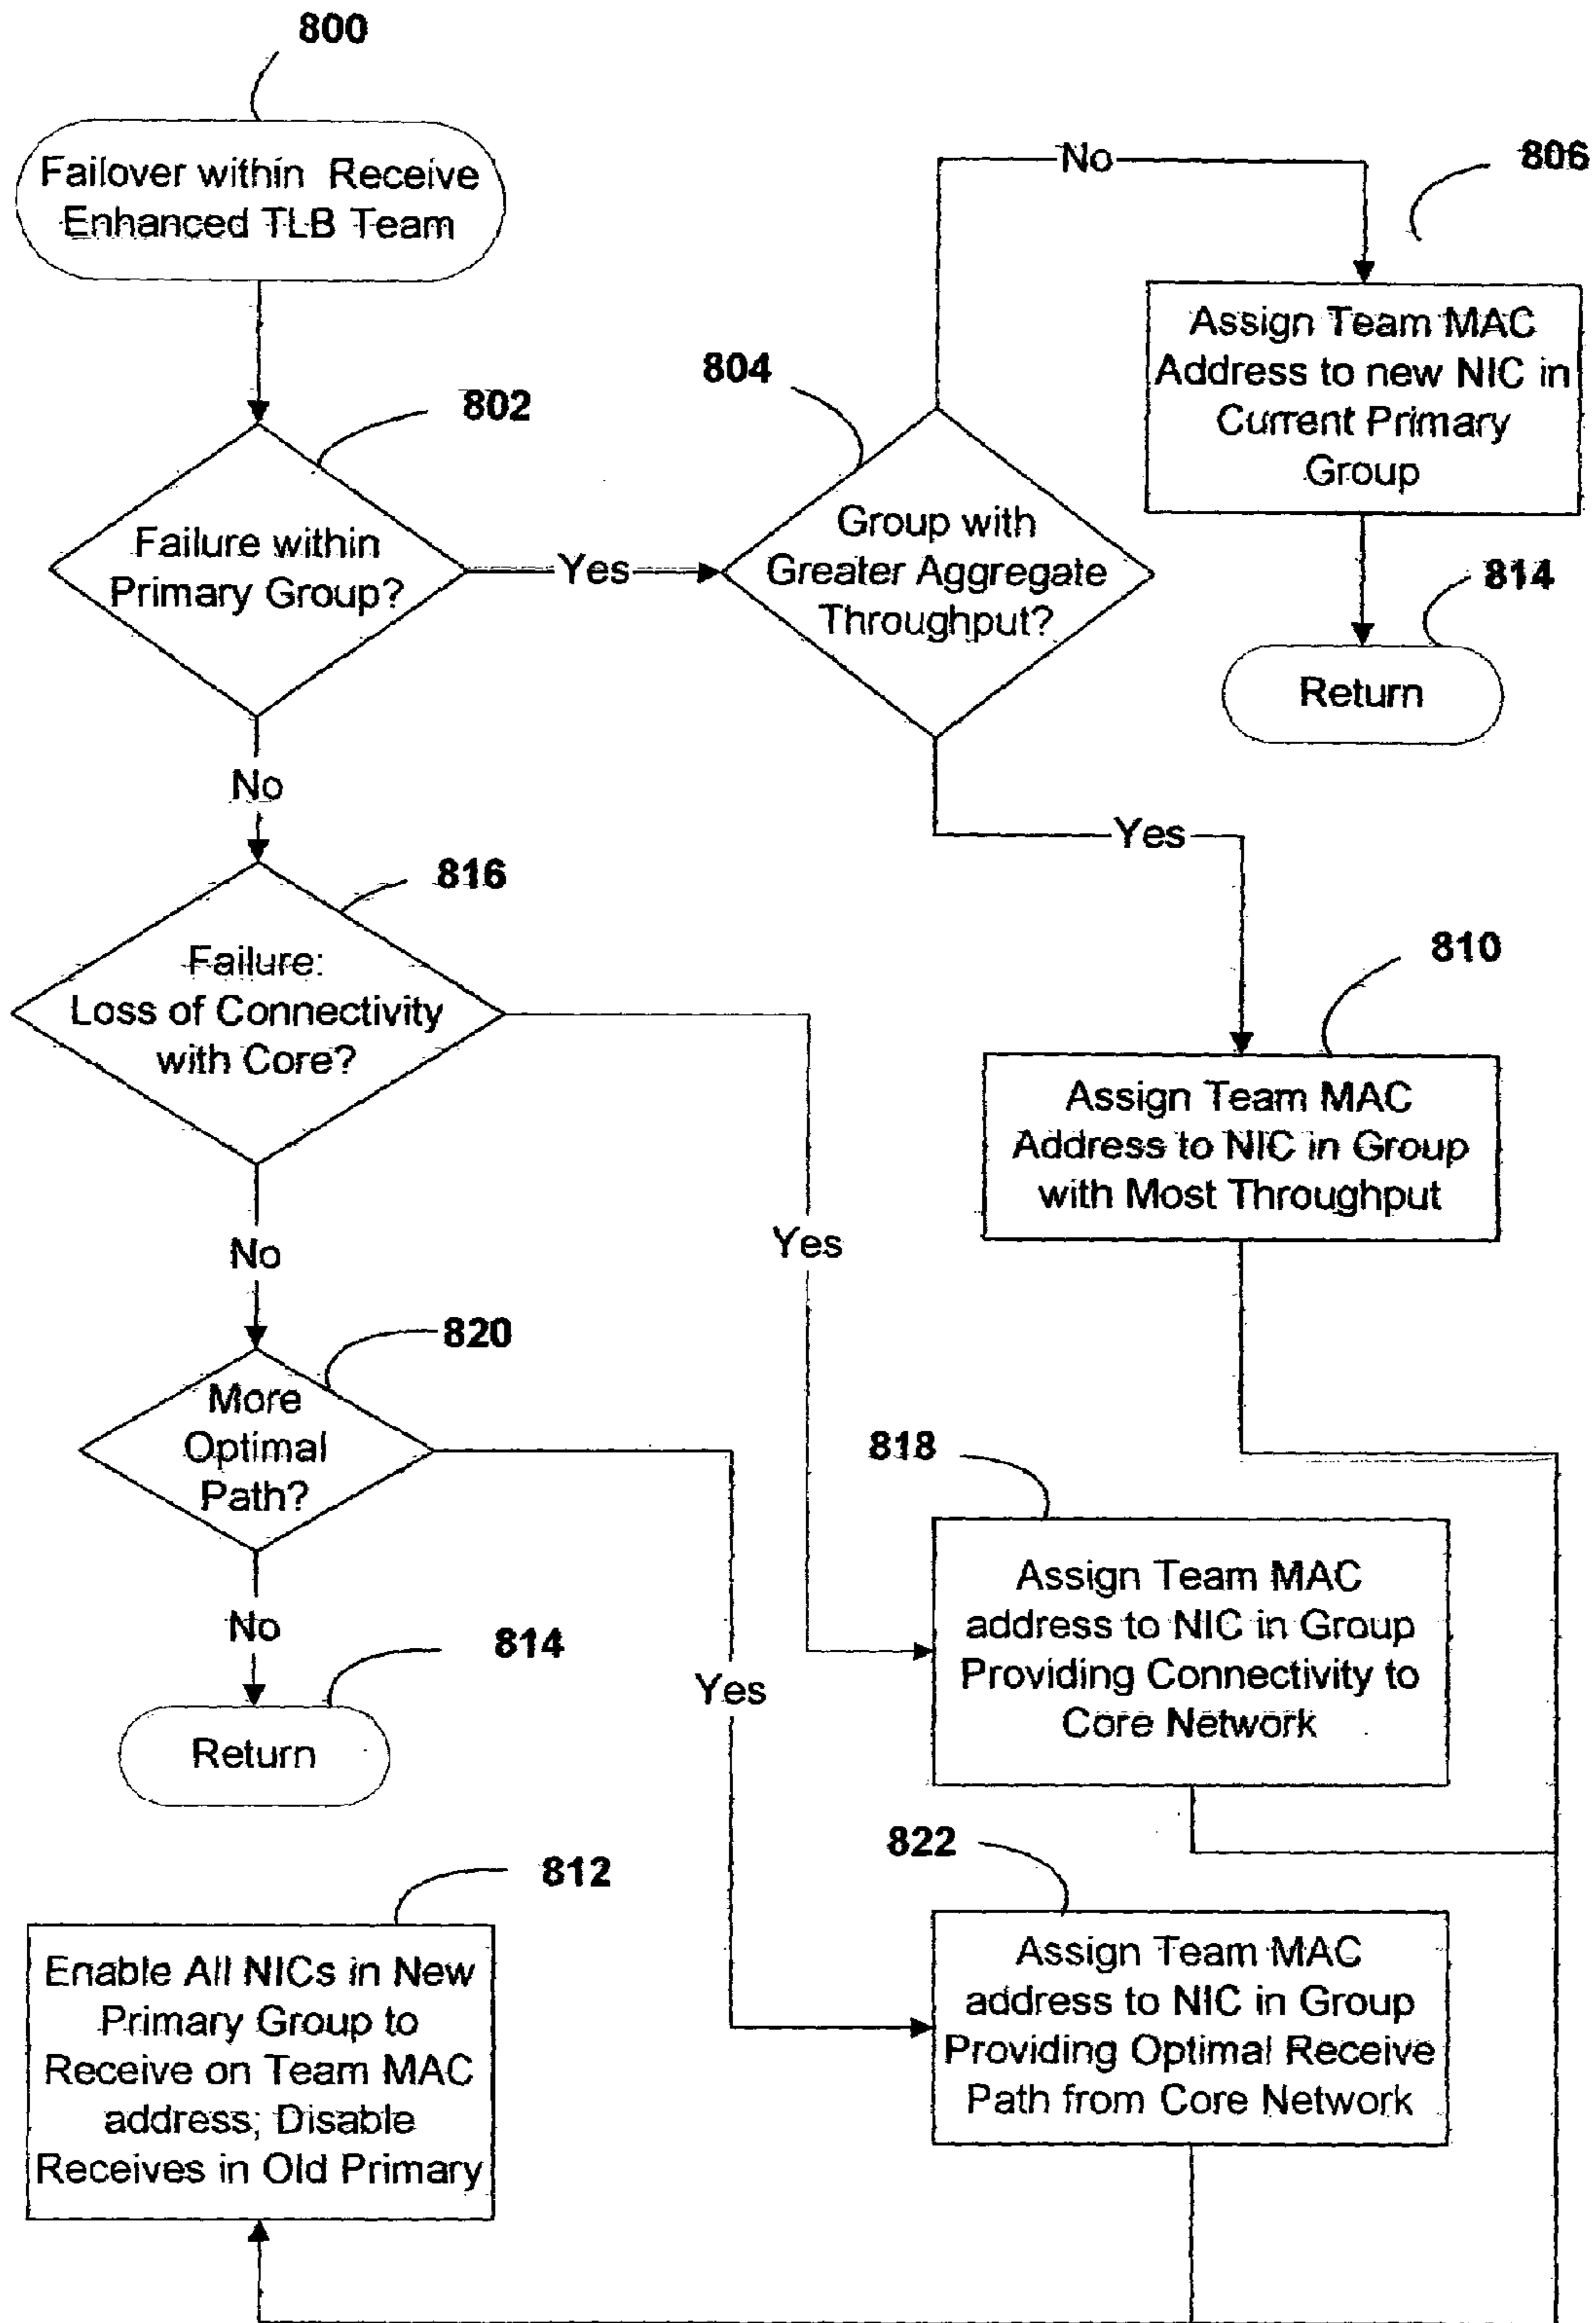 800
Failover within Receive
Enhanced TLB Team
No
806
Assign Team MAC
Address to new NIC in
Current Primary
Group
804
802
Failure within
Primary Group?
Yes
Group with
Greater Aggregate
Throughput?
814
Return
No
Yes
816
Failure:
Loss of Connectivity
with Core?
810
Assign Team MAC
Address to NIC in Group
with Most Throughput
No
Yes
820
More
Optimal
Path?
818
Assign Team MAC
address to NIC in Group
Providing Connectivity to
Core Network
No
814
Return
Yes
822
Assign Team MAC
address to NIC in Group
Providing Optimal Receive
Path from Core Network
812
Enable All NICs in New
Primary Group to
Receive on Team MAC
address; Disable
Receives in Old Primary